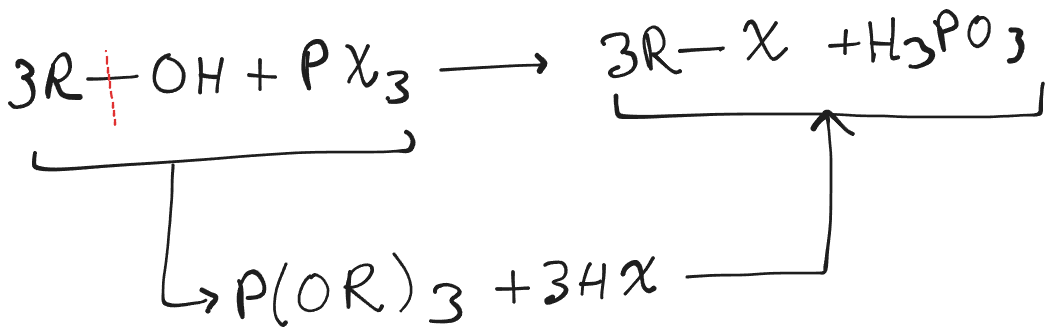 3R—OH + PX₃ ⟶ 3R—X + H₃PO₃
P(OR)₃ + 3HX